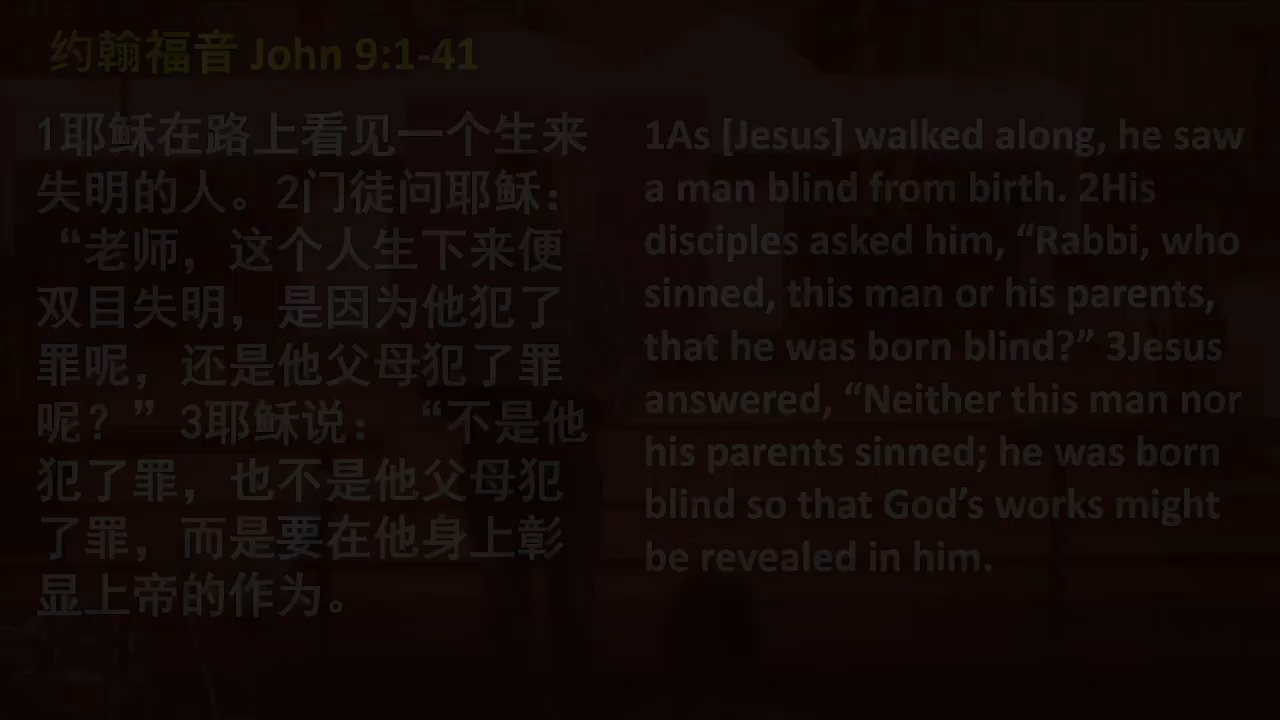 约翰福音 John 9:1-41
1耶稣在路上看见一个生来
失明的人。2门徒问耶稣：
“老师，这个人生下来便
双目失明，是因为他犯了
罪呢，还是他父母犯了罪
呢？”3耶稣说：“不是他
犯了罪，也不是他父母犯
了罪，而是要在他身上彰
显上帝的作为。
1As [Jesus] walked along, he saw
a man blind from birth. 2His
disciples asked him, “Rabbi, who
sinned, this man or his parents,
that he was born blind?” 3Jesus
answered, “Neither this man nor
his parents sinned; he was born
blind so that God’s works might
be revealed in him.